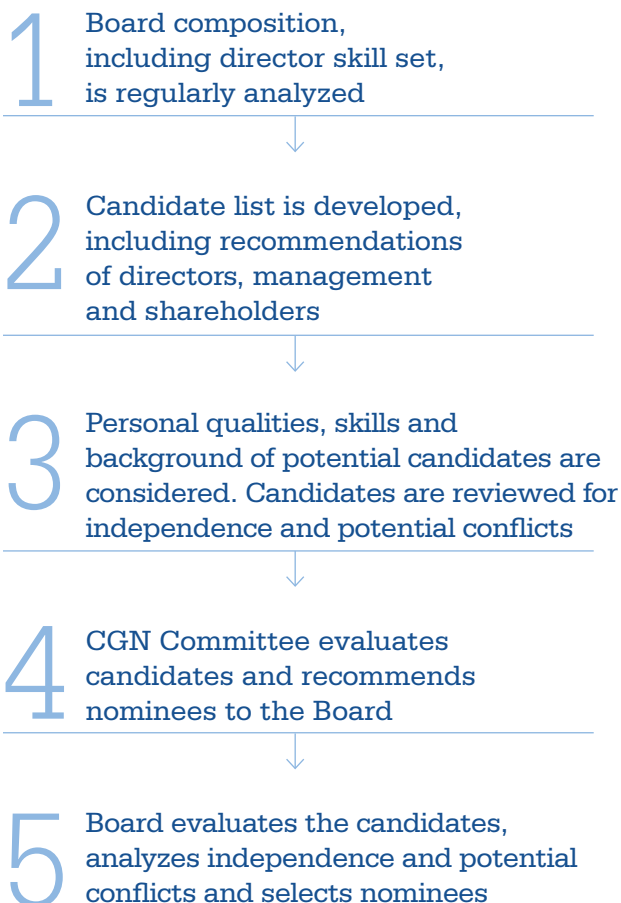 1
Board composition,
including director skill set,
is regularly analyzed
2
Candidate list is developed,
including recommendations
of directors, management
and shareholders
3
Personal qualities, skills and
background of potential candidates are
considered. Candidates are reviewed for
independence and potential conflicts
4
CGN Committee evaluates
candidates and recommends
nominees to the Board
5
Board evaluates the candidates,
analyzes independence and potential
conflicts and selects nominees